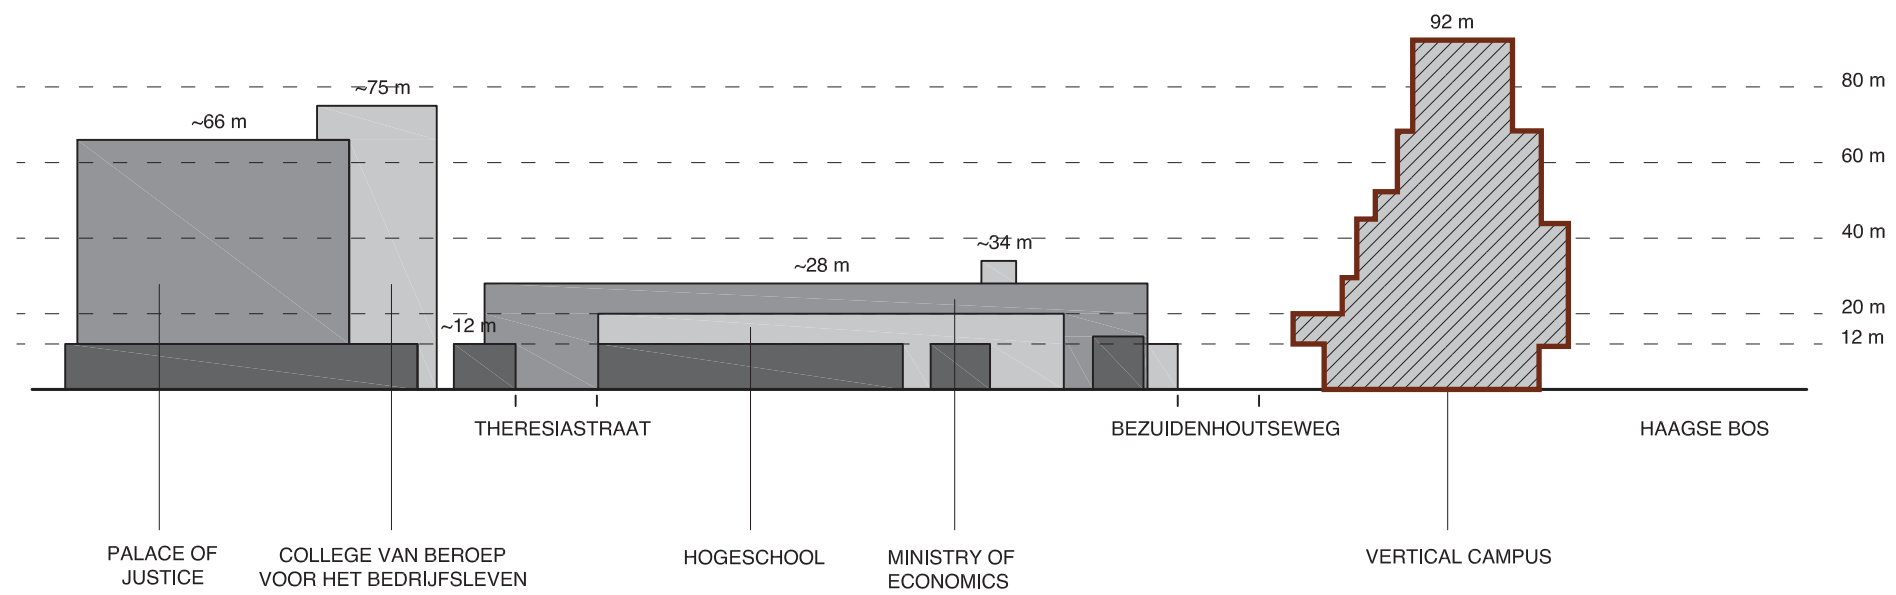 92 m
~75 m
80 m
~66 m
60 m
40 m
~34 m
~28 m
20 m
~12 m
12 m
THERESIASTRAAT
BEZUIDENHOUTSEWEG
HAAGSE BOS
PALACE OF
JUSTICE
COLLEGE VAN BEROEP
VOOR HET BEDRIJFSLEVEN
HOGESCHOOL
MINISTRY OF
ECONOMICS
VERTICAL CAMPUS